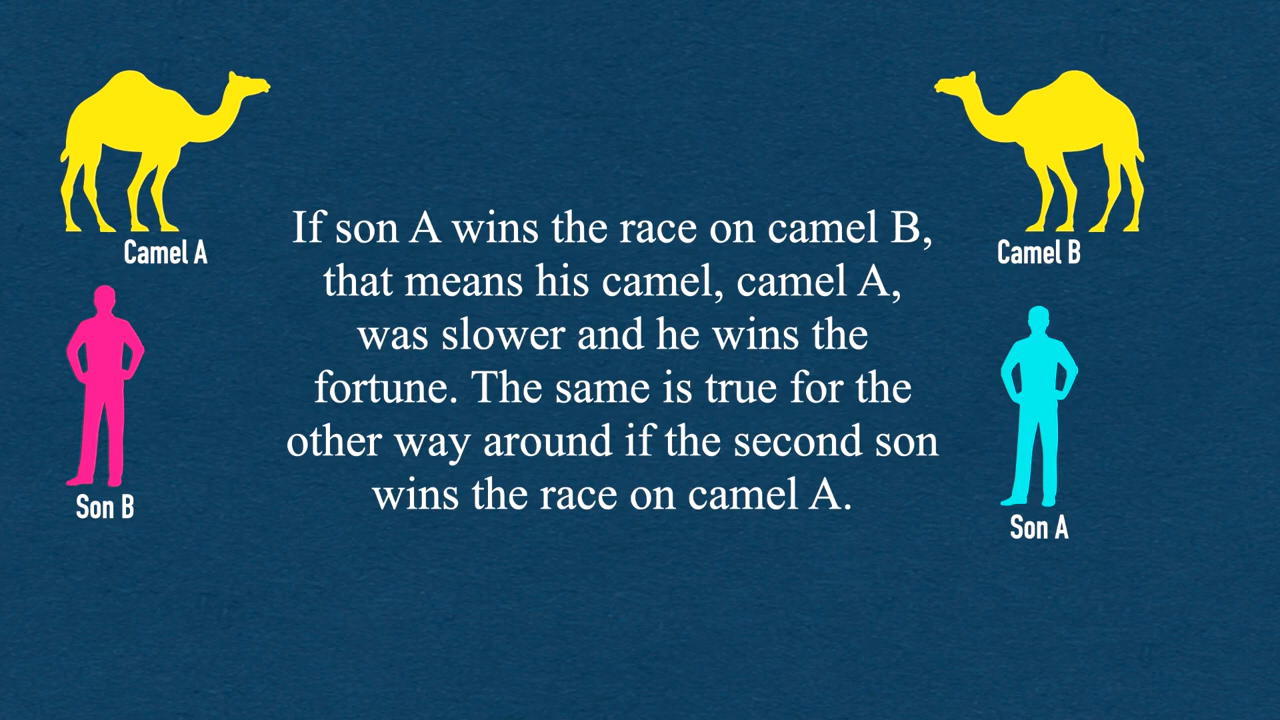 Camel A
Camel B
If son A wins the race on camel B,
that means his camel, camel A,
was slower and he wins the
fortune. The same is true for the
other way around if the second son
wins the race on camel A.
Son B
Son A